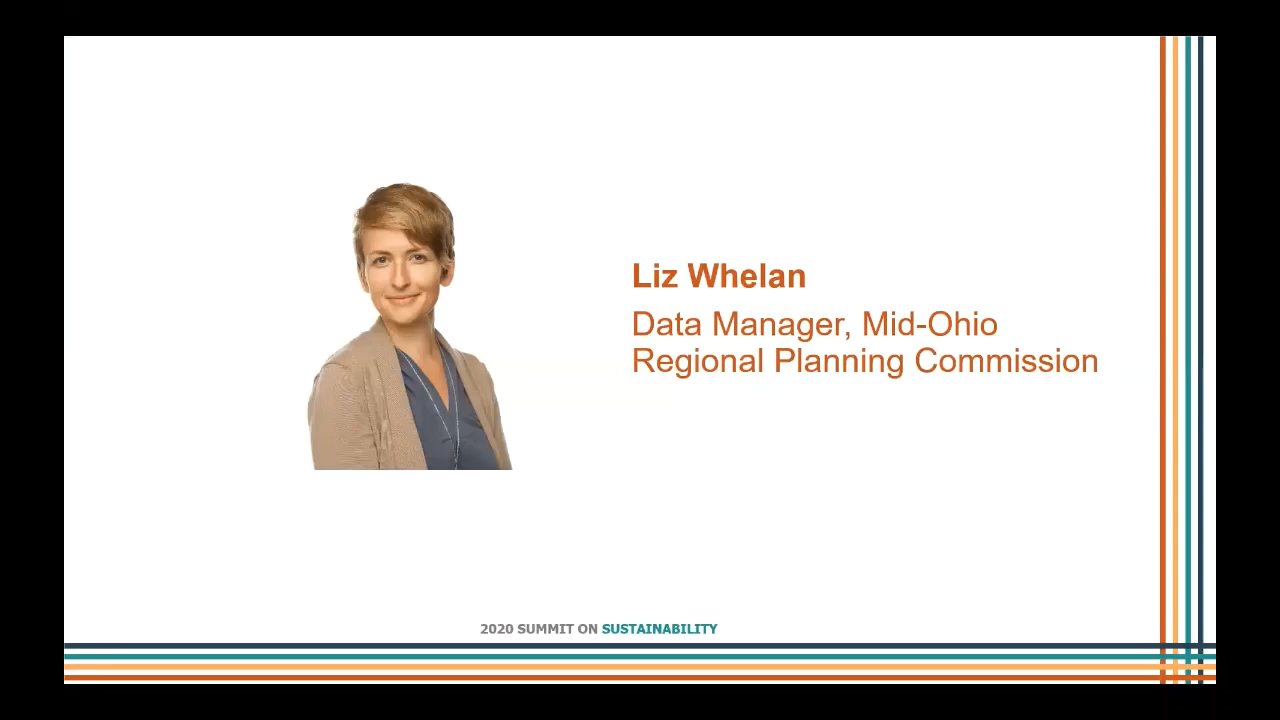 Liz Whelan
Data Manager, Mid-Ohio
Regional Planning Commission
2020 SUMMIT ON SUSTAINABILITY